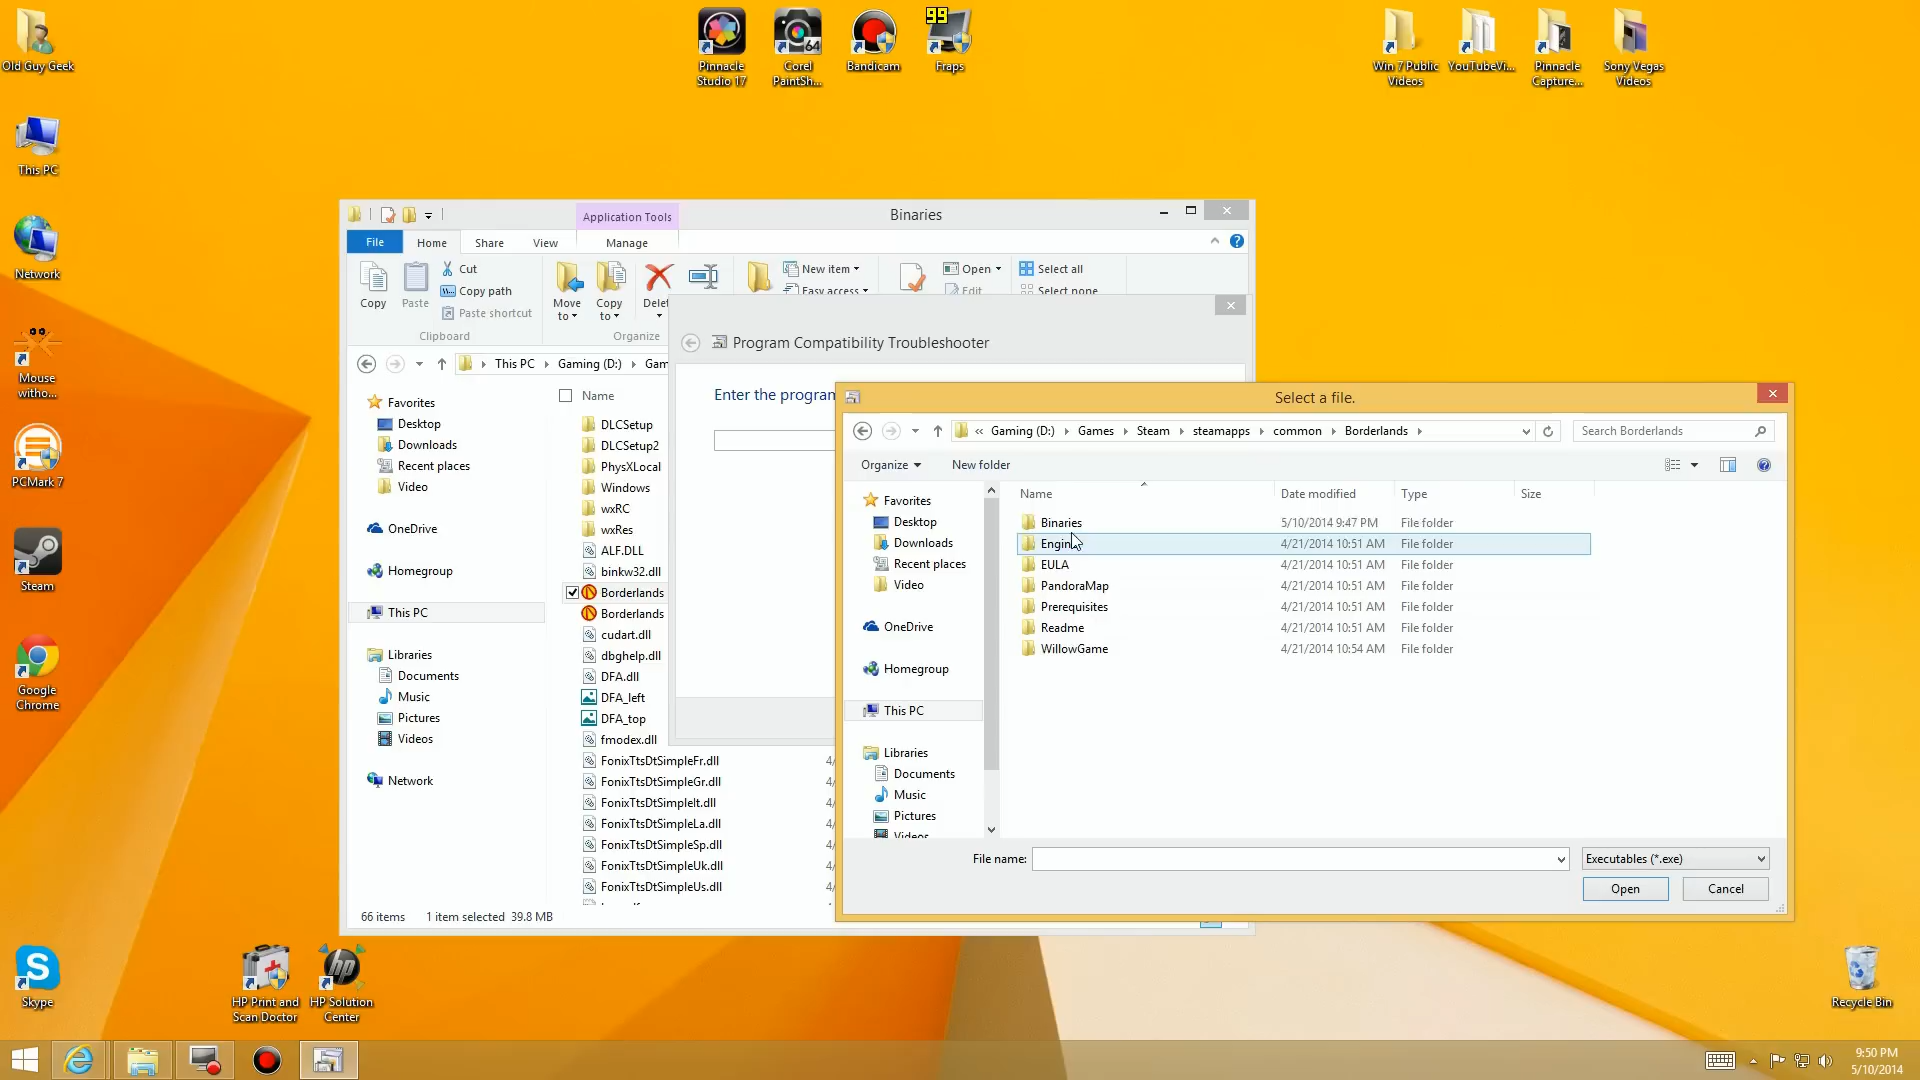 Old Guy Geek
This PC
Network
Mouse
witho...
PCMark 7
Steam
Google
Chrome
Skype
HP Print and
Scan Doctor
HP Solution
Center
Pinnacle
Studio 17
64
Corel
PaintSh...
Bandicam
99
Fraps
Win 7 Public
Videos
YouTubeVi...
Pinnacle
Capture...
Sony Vegas
Videos
Recycle Bin
Application Tools
Binaries
File
Home
Share
View
Manage
Copy
Paste
Cut
Copy path
Paste shortcut
Clipboard
Move
to
Copy
to
Organize
New item
Easy access
Open
Edit
Select all
Select none
This PC
Gaming (D:)
Favorites
Desktop
Downloads
Recent places
Video
OneDrive
Homegroup
This PC
Libraries
Documents
Music
Pictures
Videos
Network
Name
DLCSetup
DLCSetup2
PhysXLocal
Windows
wxRC
wxRes
ALF.DLL
binkw32.dll
Borderlands
Borderlands
cudart.dll
dbghelp.dll
DFA.dll
DFA_left
DFA_top
fmodex.dll
FonixTtsDtSimpleFr.dll
FonixTtsDtSimpleGr.dll
FonixTtsDtSimpleIt.dll
FonixTtsDtSimpleLa.dll
FonixTtsDtSimpleSp.dll
FonixTtsDtSimpleUk.dll
FonixTtsDtSimpleUs.dll
66 items 1 item selected 39.8 MB
Program Compatibility Troubleshooter
Enter the
Select a file.
« Gaming (D:) Games Steam steamapps common Borderlands
Search Borderlands
Organize
New folder
Favorites
Desktop
Downloads
Recent places
Video
OneDrive
Homegroup
This PC
Libraries
Documents
Music
Pictures
Videos
Name Date modified Type Size
Binaries 5/10/2014 9:47 PM File folder
4/21/2014 10:51 AM File folder
EULA 4/21/2014 10:51 AM File folder
PandoraMap 4/21/2014 10:51 AM File folder
Prerequisites 4/21/2014 10:51 AM File folder
Readme 4/21/2014 10:51 AM File folder
WillowGame 4/21/2014 10:54 AM File folder
File name:
Executables (*.exe)
Open
Cancel
9:50 PM
5/10/2014